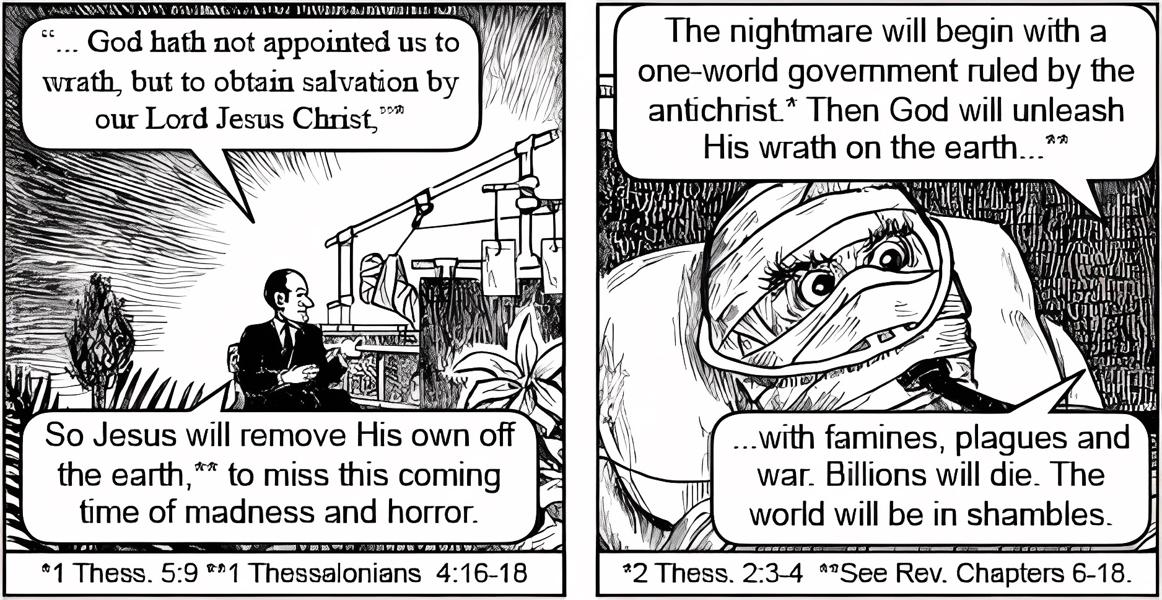 “... God hath not appointed us to
wrath, but to obtain salvation by
our Lord Jesus Christ,”*
So Jesus will remove His own off
the earth,** to miss this coming
time of madness and horror.
*1 Thess. 5:9 **1 Thessalonians 4:16-18
The nightmare will begin with a
one-world government ruled by the
antichrist.* Then God will unleash
His wrath on the earth...**
...with famines, plagues and
war. Billions will die. The
world will be in shambles.
*2 Thess. 2:3-4 **See Rev. Chapters 6-18.